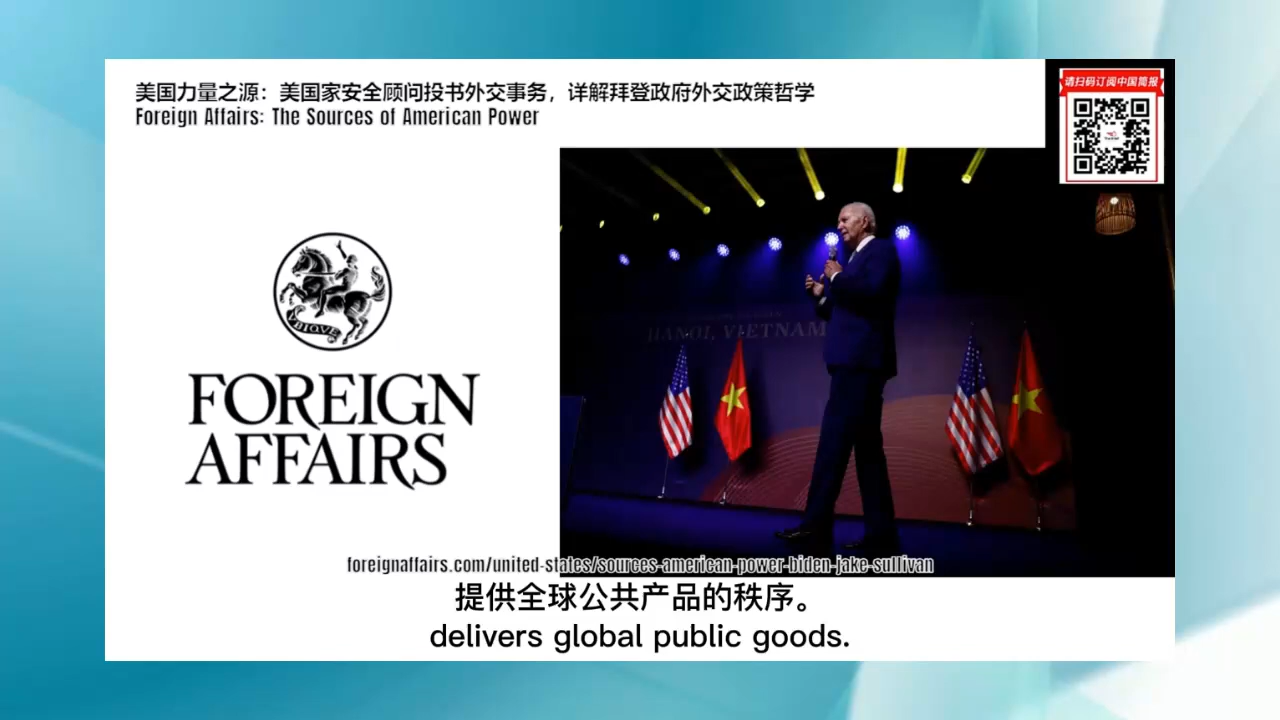 美国力量之源：美国家安全顾问投书外交事务，详解拜登政府外交政策哲学
Foreign Affairs: The Sources of American Power
请扫码订阅中国简报
HANOI, VIETNAM
VBIQVE
FOREIGN
AFFAIRS
foreignaffairs.com/united-states/sources-american-power-biden-jake-sullivan
提供全球公共产品的秩序。
delivers global public goods.